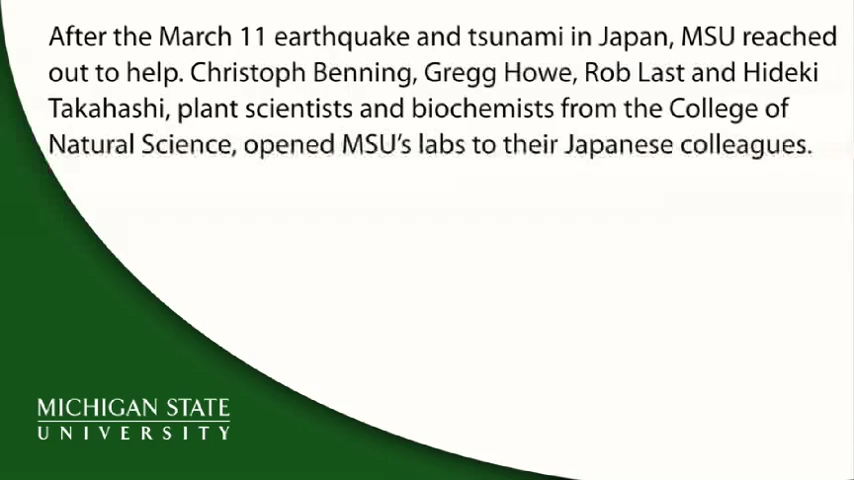 After the March 11 earthquake and tsunami in Japan, MSU reached
out to help. Christoph Benning, Gregg Howe, Rob Last and Hideki
Takahashi, plant scientists and biochemists from the College of
Natural Science, opened MSU’s labs to their Japanese colleagues.
MICHIGAN STATE
UNIVERSITY